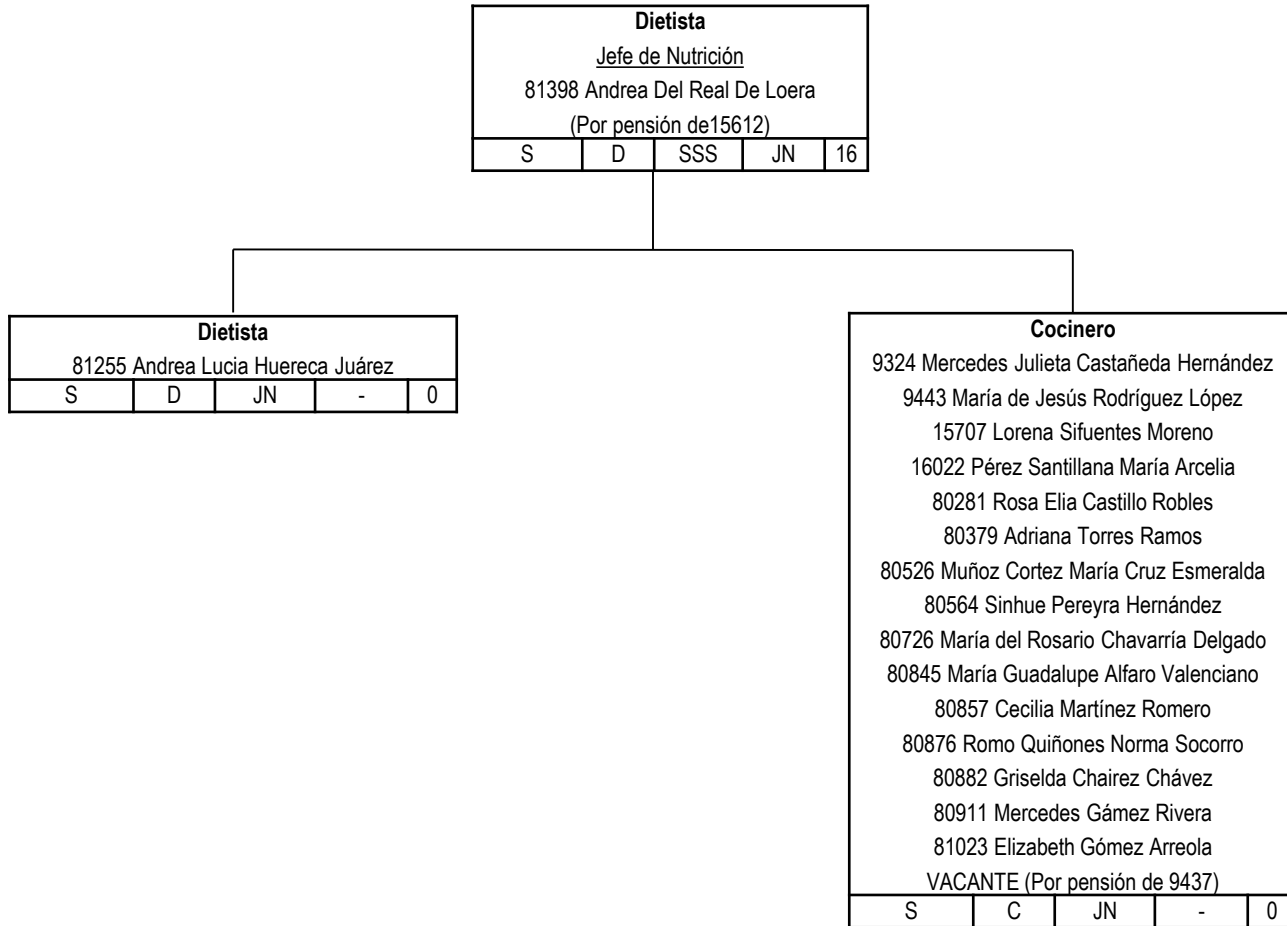 Dietista
Jefe de Nutrición
81398 Andrea Del Real De Loera
(Por pensión de15612)
S D SSS JN 16
Dietista
81255 Andrea Lucia Huereca Juárez
S D JN - 0
Cocinero
9324 Mercedes Julieta Castañeda Hernández
9443 María de Jesús Rodríguez López
15707 Lorena Sifuentes Moreno
16022 Pérez Santillana María Arcelia
80281 Rosa Elia Castillo Robles
80379 Adriana Torres Ramos
80526 Muñoz Cortez María Cruz Esmeralda
80564 Sinhue Pereyra Hernández
80726 María del Rosario Chavarría Delgado
80845 María Guadalupe Alfaro Valenciano
80857 Cecilia Martínez Romero
80876 Romo Quiñones Norma Socorro
80882 Griselda Chairez Chávez
80911 Mercedes Gámez Rivera
81023 Elizabeth Gómez Arreola
VACANTE (Por pensión de 9437)
S C JN - 0